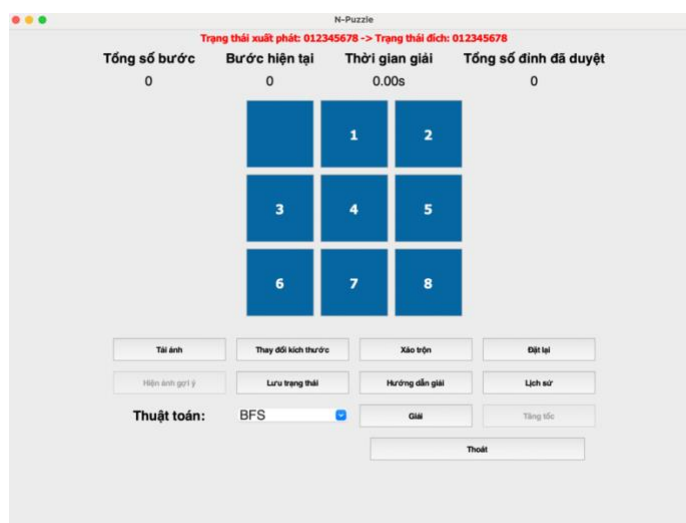 N-Puzzle
Trạng thái xuất phát: 012345678 -> Trạng thái đích: 012345678
Tổng số bước Bước hiện tại Thời gian giải Tổng số đỉnh đã duyệt
0 0 0.00s 0
1 2
3 4 5
6 7 8
Tải ảnh Thay đổi kích thước Xáo trộn Đặt lại
Hiện ảnh gợi ý Lưu trạng thái Hướng dẫn giải Lịch sử
Thuật toán: BFS Giải Tăng tốc
Thoát